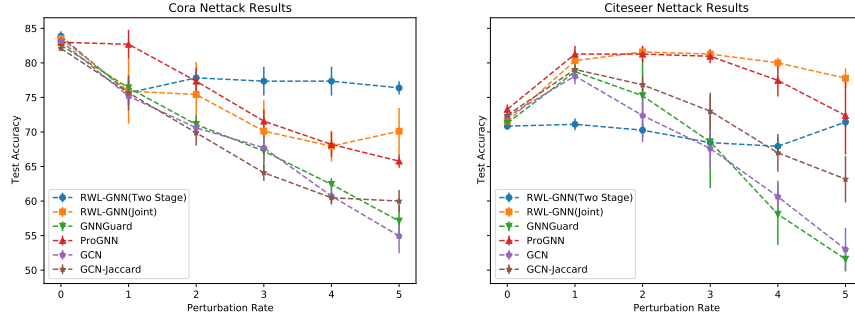 Cora Nettack Results
85
80
75
70
65
60
55
50
Test Accuracy
RWL-GNN(Two Stage)
RWL-GNN(Joint)
GNNGuard
ProGNN
GCN
GCN-Jaccard
0 1 2 3 4 5
Perturbation Rate
Citeseer Nettack Results
85
80
75
70
65
60
55
50
Test Accuracy
RWL-GNN(Two Stage)
RWL-GNN(Joint)
GNNGuard
ProGNN
GCN
GCN-Jaccard
0 1 2 3 4 5
Perturbation Rate